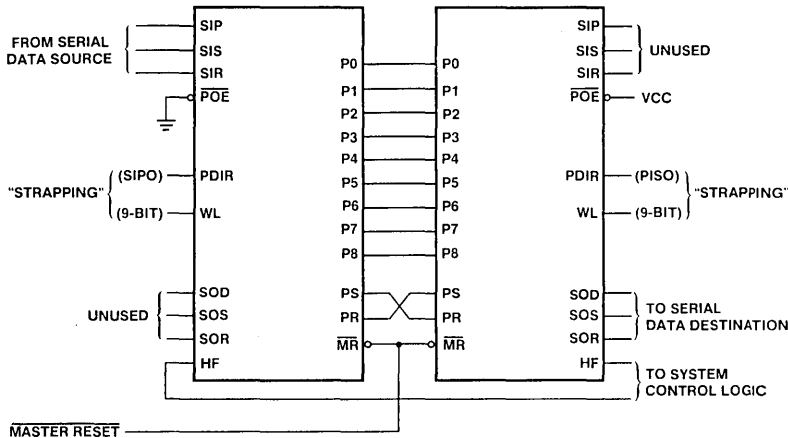 SIP
SIS
SIR
FROM SERIAL
DATA SOURCE
POE
P0
P1
P2
P3
P4
P5
P6
P7
P8
"STRAPPING"
(SIPO)
PDIR
(9-BIT)
WL
UNUSED
SOD
SOS
SOR
HF
PS
PR
MR
MASTER RESET
P0
P1
P2
P3
P4
P5
P6
P7
P8
PS
PR
MR
SIP
SIS
SIR
UNUSED
POE
VCC
PDIR
(PISO)
WL
(9-BIT)
"STRAPPING"
SOD
SOS
SOR
TO SERIAL
DATA DESTINATION
HF
TO SYSTEM
CONTROL LOGIC